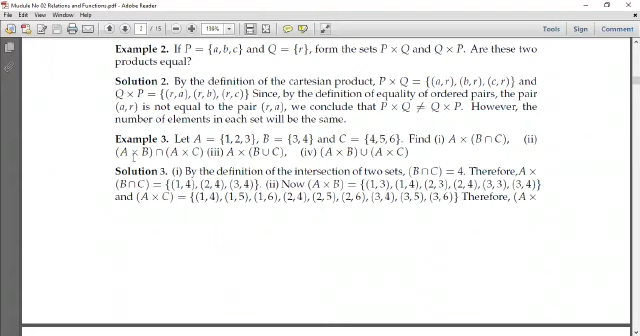 Mudule No 02 Relations and Functions.pdf - Adobe Reader
File Edit View Window Help
/ 15
136%
Tools Sign Comment
Example 2. If P = {a, b, c} and Q = {r}, form the sets P × Q and Q × P. Are these two
products equal?
Solution 2. By the definition of the cartesian product, P × Q = {(a, r), (b, r), (c, r)} and
Q × P = {(r, a), (r, b), (r, c)} Since, by the definition of equality of ordered pairs, the pair
(a, r) is not equal to the pair (r, a), we conclude that P × Q ≠ Q × P. However, the
number of elements in each set will be the same.
Example 3. Let A = {1, 2, 3}, B = {3, 4} and C = {4, 5, 6}. Find (i) A × (B ∩ C), (ii)
(A × B) ∩ (A × C) (iii) A × (B ∪ C), (iv) (A × B) ∪ (A × C)
Solution 3. (i) By the definition of the intersection of two sets, (B ∩ C) = 4. Therefore, A ×
(B ∩ C) = {(1, 4), (2, 4), (3, 4)}. (ii) Now (A × B) = {(1, 3), (1, 4), (2, 3), (2, 4), (3, 3), (3, 4)}
and (A × C) = {(1, 4), (1, 5), (1, 6), (2, 4), (2, 5), (2, 6), (3, 4), (3, 5), (3, 6)} Therefore, (A ×